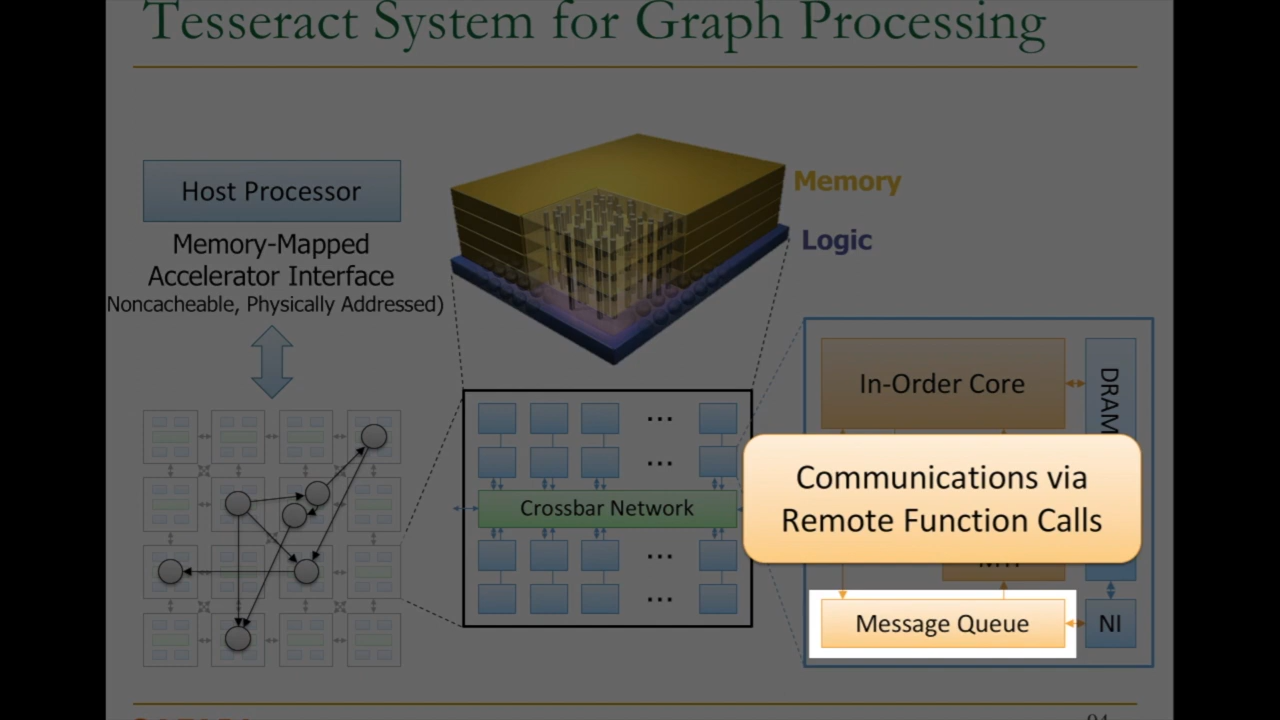 Tesseract System for Graph Processing
Host Processor
Memory-Mapped
Accelerator Interface
Noncacheable, Physically Addressed)
Memory
Logic
Crossbar Network
...
...
...
...
In-Order Core
DRAM
Communications via
Remote Function Calls
Message Queue
NI